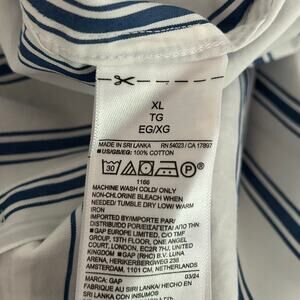 XL
TG
EG/XG
MADE IN SRI LANKA RN 54023 / CA 17897
■US/GB/EG: 100% COTTON
30
P
1166
MACHINE WASH COLD/ ONLY
NON-CHLORINE BLEACH WHEN
NEEDED/ TUMBLE DRY LOW/ WARM
IRON
IMPORTED BY/IMPORTE PAR/
DISTRIBUIDO POR/
■ GAP EUROPE LIMITED, C/O TMF
GROUP, 13TH FLOOR, ONE ANGEL
COURT, LONDON, EC2R 7HJ, UNITED
KINGDOM ■ GAP (RHC) B.V. LUNA
ARENA, HERIKERBERGWEG 238
AMSTERDAM, 1101 CM, NETHERLANDS
03/24
MARCA: GAP
FABRIQUE AU SRI LANKA/ HECHO EN
SRI LANKA CON INSUMOS